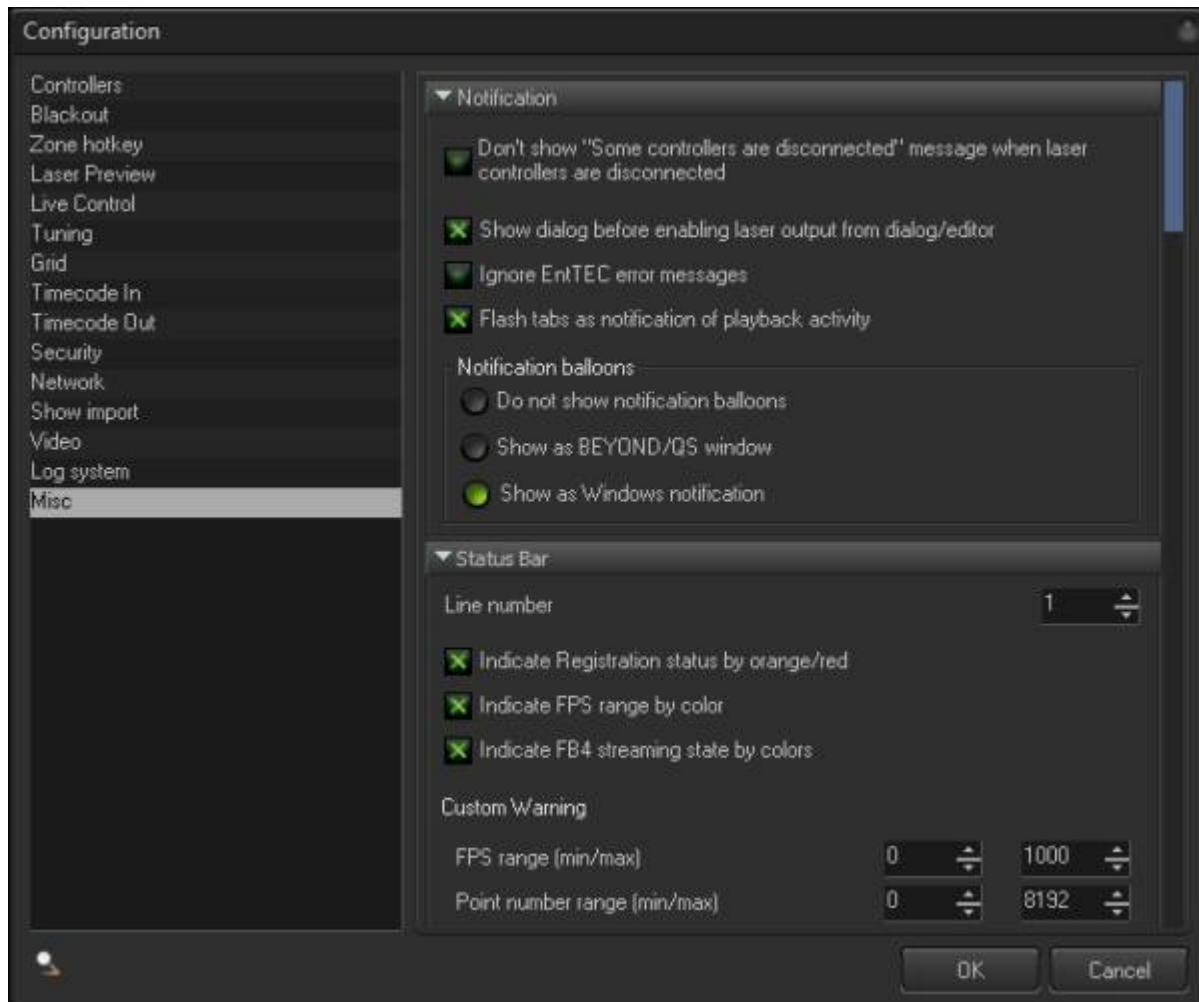 Configuration
Controllers
Blackout
Zone hotkey
Laser Preview
Live Control
Tuning
Grid
Timecode In
Timecode Out
Security
Network
Show import
Video
Log system
Misc
Notification
Don't show "Some controllers are disconnected" message when laser
controllers are disconnected
Show dialog before enabling laser output from dialog/editor
Ignore EntTEC error messages
Flash tabs as notification of playback activity
Notification balloons
Do not show notification balloons
Show as BEYOND/QS window
Show as Windows notification
Status Bar
Line number 1
Indicate Registration status by orange/red
Indicate FPS range by color
Indicate FB4 streaming state by colors
Custom Warning
FPS range (min/max) 0 1000
Point number range (min/max) 0 8192
OK Cancel